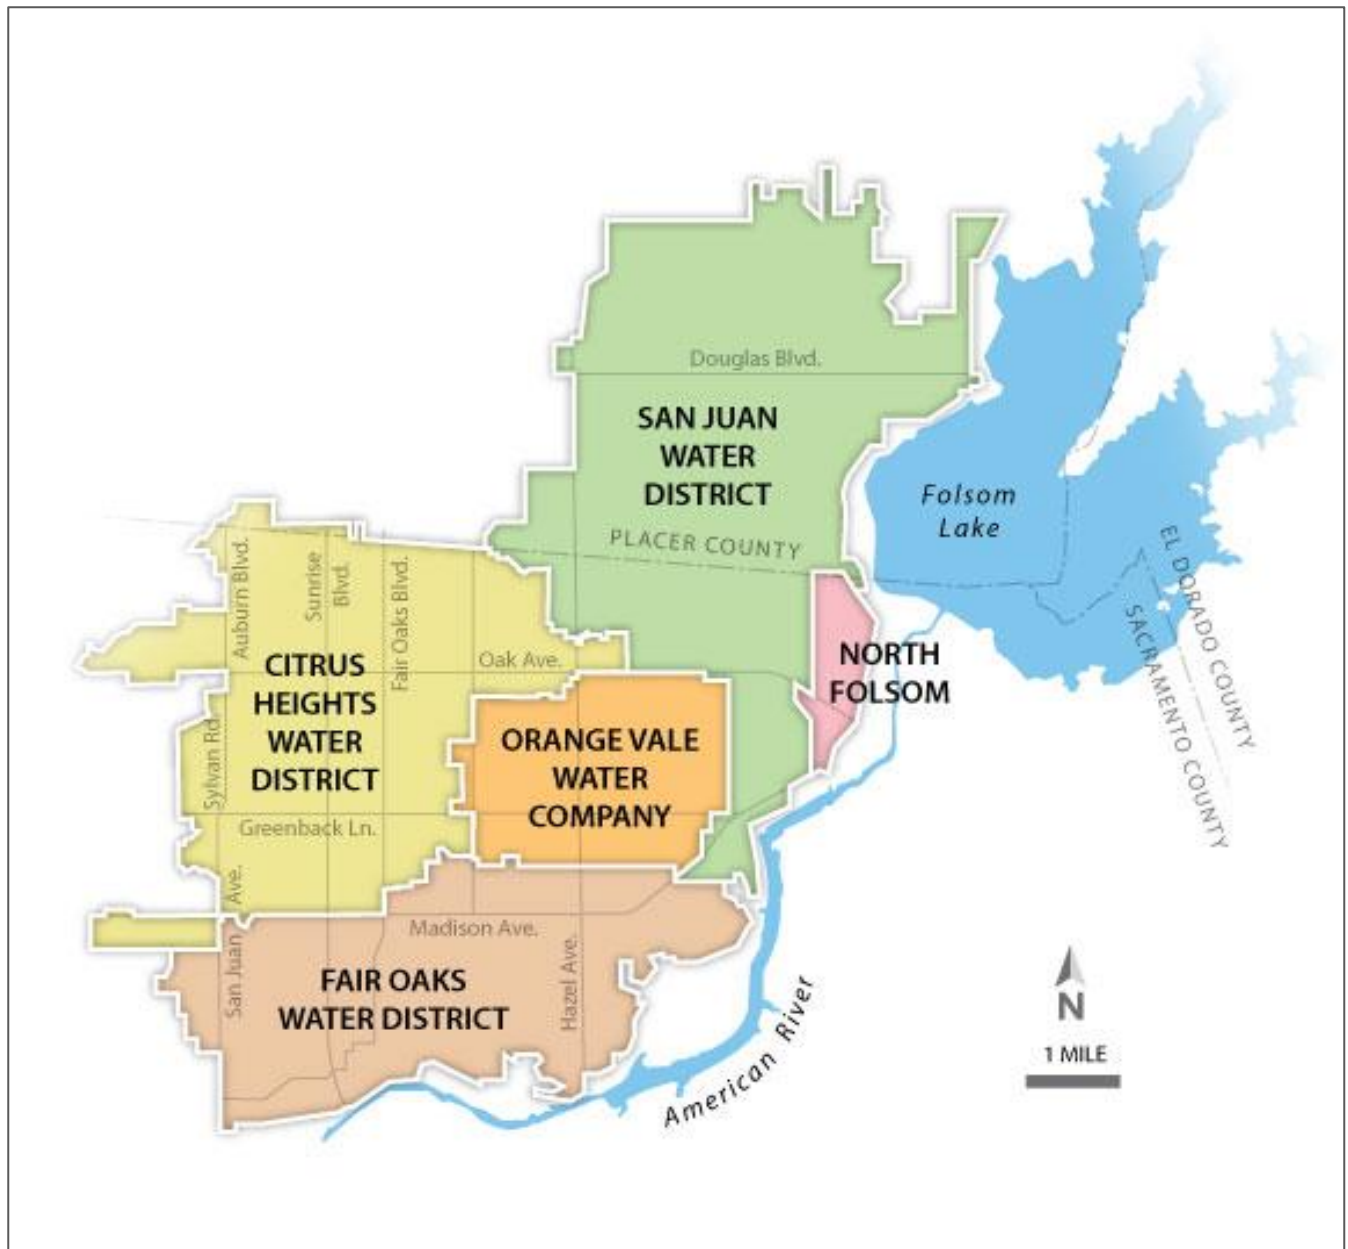 Douglas Blvd.
SAN JUAN
WATER
DISTRICT
Folsom
Lake
PLACER COUNTY
Auburn Blvd.
Sunrise
Blvd.
Fair Oaks Blvd.
EL DORADO COUNTY
SACRAMENTO COUNTY
Oak Ave.
NORTH
FOLSOM
CITRUS
HEIGHTS
WATER
DISTRICT
Sylvan Rd.
ORANGE VALE
WATER
COMPANY
Greenback Ln.
San Juan Ave.
Madison Ave.
Hazel Ave.
FAIR OAKS
WATER DISTRICT
American River
N
1 MILE